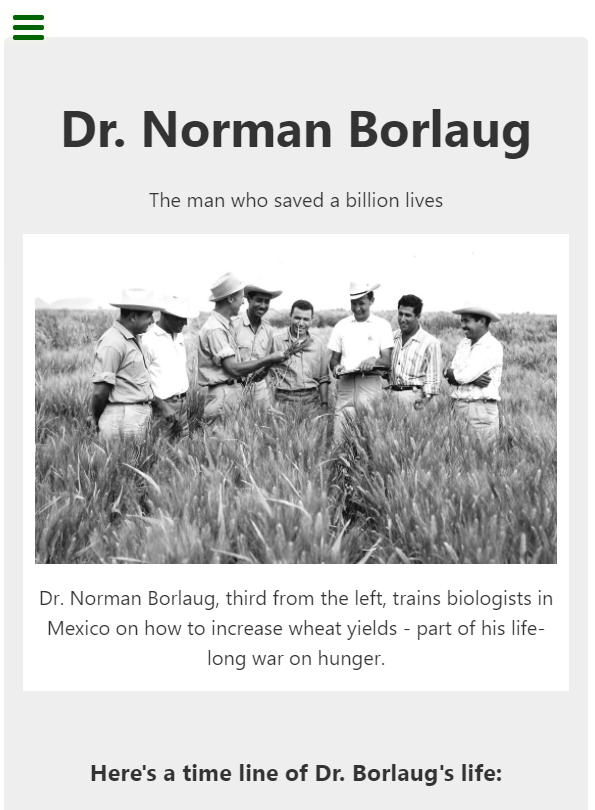 Dr. Norman Borlaug
The man who saved a billion lives
Dr. Norman Borlaug, third from the left, trains biologists in
Mexico on how to increase wheat yields - part of his life-
long war on hunger.
Here's a time line of Dr. Borlaug's life: